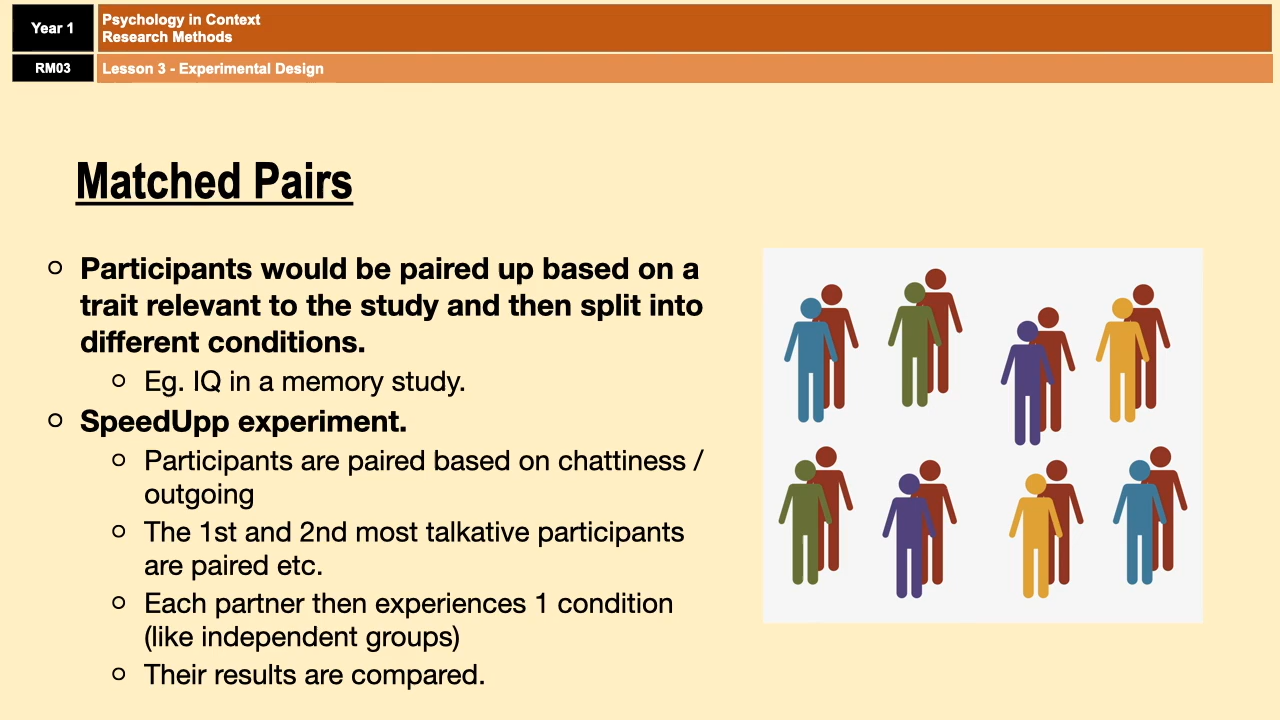 Year 1
Psychology in Context
Research Methods
RM03
Lesson 3 - Experimental Design
Matched Pairs
Participants would be paired up based on a
trait relevant to the study and then split into
different conditions.
Eg. IQ in a memory study.
SpeedUpp experiment.
Participants are paired based on chattiness /
outgoing
The 1st and 2nd most talkative participants
are paired etc.
Each partner then experiences 1 condition
(like independent groups)
Their results are compared.